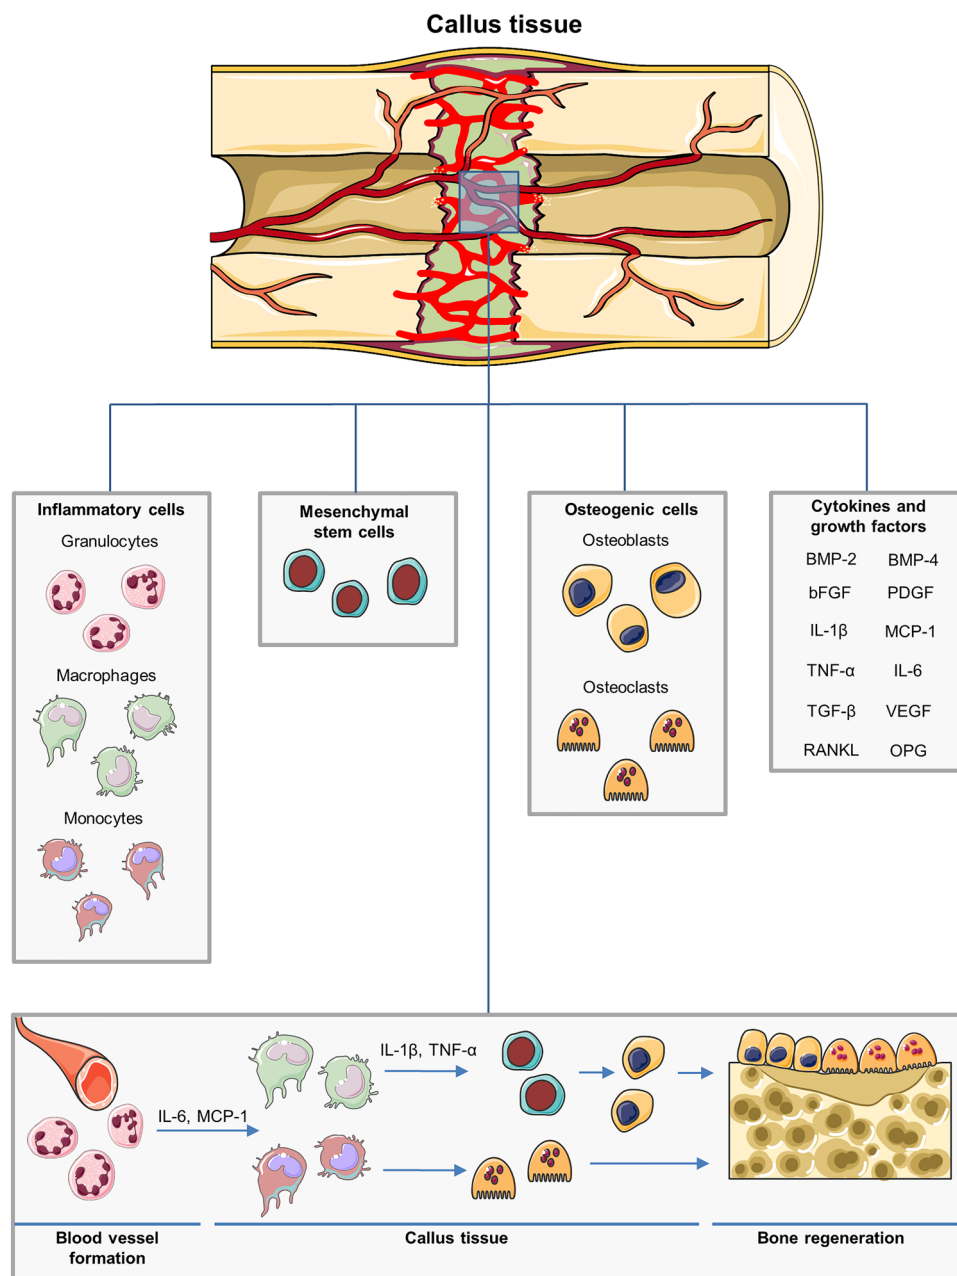 Callus tissue
Inflammatory cells
Granulocytes
Macrophages
Monocytes
Mesenchymal
stem cells
Osteogenic cells
Osteoblasts
Osteoclasts
Cytokines and
growth factors
BMP-2 BMP-4
bFGF PDGF
IL-1β MCP-1
TNF-α IL-6
TGF-β VEGF
RANKL OPG
IL-6, MCP-1
IL-1β, TNF-α
Blood vessel
formation
Callus tissue
Bone regeneration